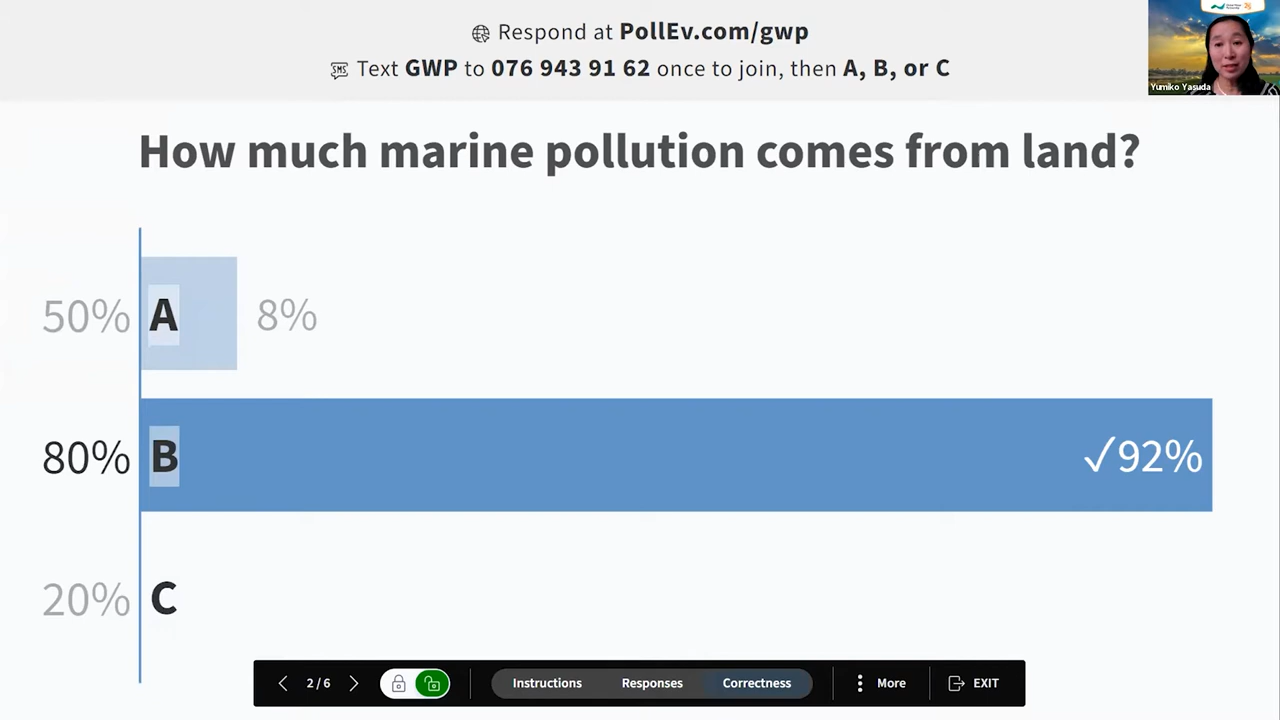 Respond at PollEv.com/gwp
SMS Text GWP to 076 943 91 62 once to join, then A, B, or C
Yumiko Yasuda
How much marine pollution comes from land?
50% A 8%
80% B ✓92%
20% C
2 / 6 Instructions Responses Correctness More EXIT